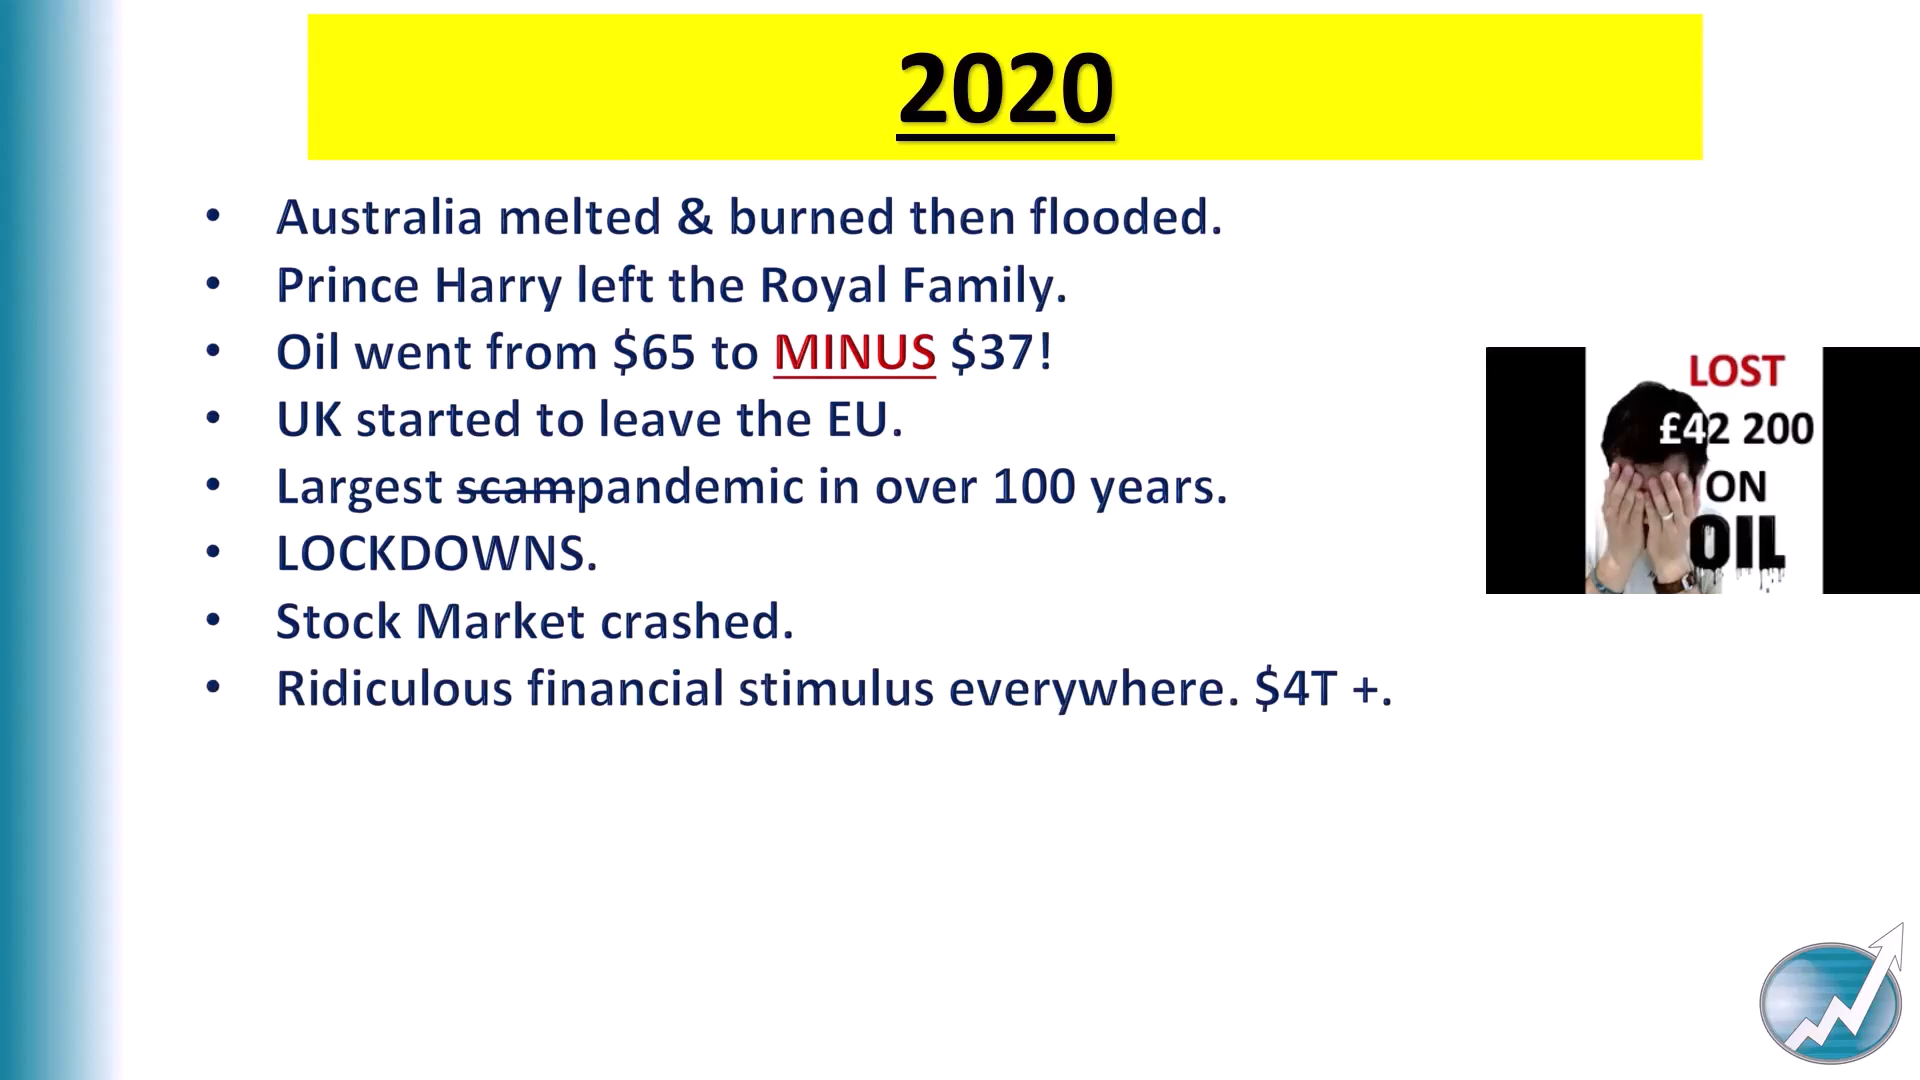 2020
• Australia melted & burned then flooded.
• Prince Harry left the Royal Family.
• Oil went from $65 to MINUS $37!
• UK started to leave the EU.
• Largest scampandemic in over 100 years.
• LOCKDOWNS.
• Stock Market crashed.
• Ridiculous financial stimulus everywhere. $4T +.
LOST
£42 200
ON
OIL